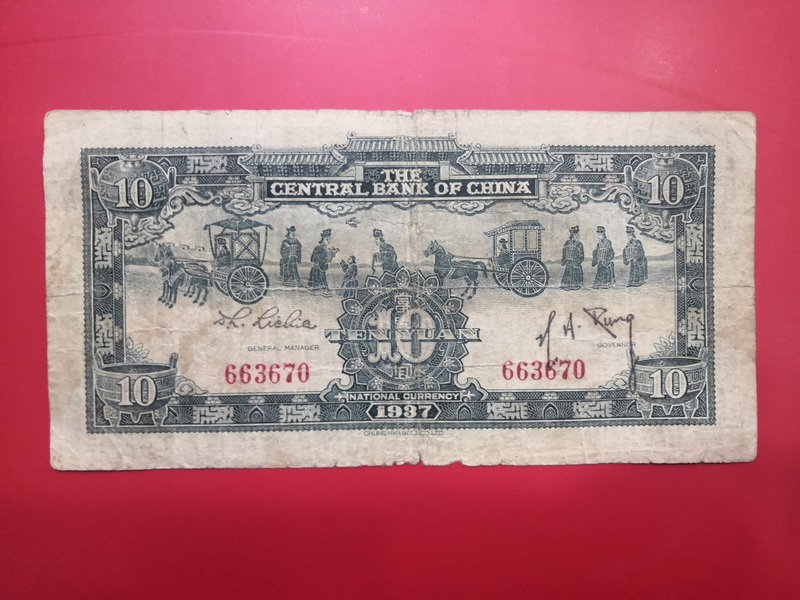 THE
CENTRAL BANK OF CHINA
10
10
TEN YUAN
10
GENERAL MANAGER
GOVERNOR
663670
663670
10
10
NATIONAL CURRENCY
1937